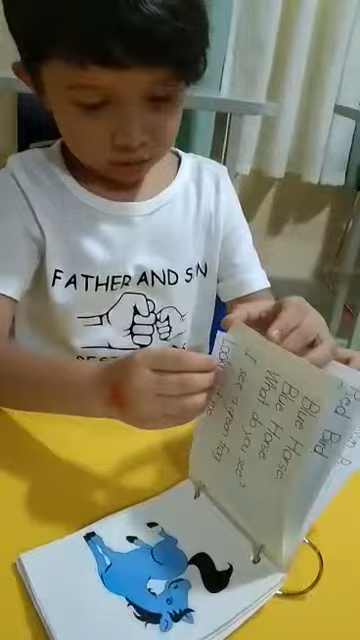 FATHER AND SON
Blue Horse,
Blue Horse
What do you see?
I see a green frog
Red Bird